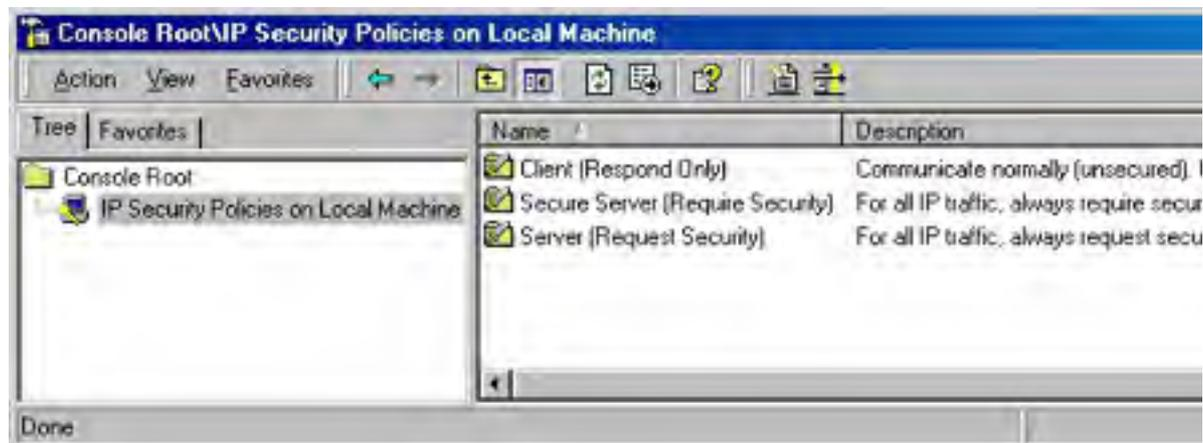 Console Root\IP Security Policies on Local Machine
Action View Favorites
Tree Favorites
Name Description
Console Root
IP Security Policies on Local Machine
Client (Respond Only) Communicate normally (unsecured).
Secure Server (Require Security) For all IP traffic, always require secur
Server (Request Security) For all IP traffic, always request secu
Done